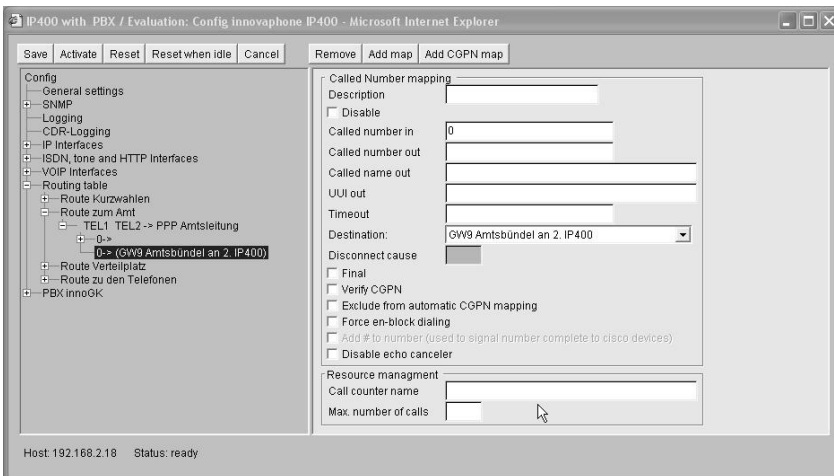 IP400 with PBX / Evaluation: Config innovaphone IP400 - Microsoft Internet Explorer
Save Activate Reset Reset when idle Cancel Remove Add map Add CGPN map
Config
General settings
SNMP
Logging
CDR-Logging
IP Interfaces
ISDN, tone and HTTP Interfaces
VOIP Interfaces
Routing table
Route Kurzwahlen
Route zum Amt
TEL1 TEL2 -> PPP Amtsleitung
0->
0-> (GW9 Amtsbündel an 2. IP400)
Route Verteilplatz
Route zu den Telefonen
PBX innoGK
Called Number mapping
Description
Disable
Called number in 0
Called number out
Called name out
UUI out
Timeout
Destination: GW9 Amtsbündel an 2. IP400
Disconnect cause
Final
Verify CGPN
Exclude from automatic CGPN mapping
Force en-block dialing
Add # to number (used to signal number complete to cisco devices)
Disable echo canceler
Resource managment
Call counter name
Max. number of calls
Host: 192.168.2.18 Status: ready